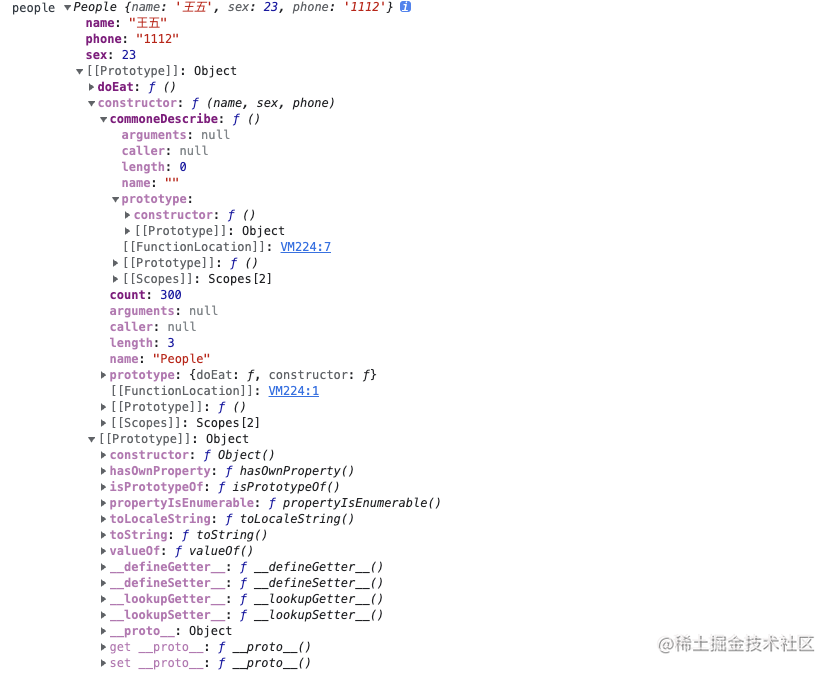 people ▼People {name: '王五', sex: 23, phone: '1112'} i
name: "王五"
phone: "1112"
sex: 23
▼[[Prototype]]: Object
▶doEat: ƒ ()
▼constructor: ƒ (name, sex, phone)
▼commoneDescribe: ƒ ()
arguments: null
caller: null
length: 0
name: ""
▼prototype:
▶constructor: ƒ ()
▶[[Prototype]]: Object
[[FunctionLocation]]: VM224:7
▶[[Prototype]]: ƒ ()
▶[[Scopes]]: Scopes[2]
count: 300
arguments: null
caller: null
length: 3
name: "People"
▶prototype: {doEat: ƒ, constructor: ƒ}
[[FunctionLocation]]: VM224:1
▶[[Prototype]]: ƒ ()
▶[[Scopes]]: Scopes[2]
▼[[Prototype]]: Object
▶constructor: ƒ Object()
▶hasOwnProperty: ƒ hasOwnProperty()
▶isPrototypeOf: ƒ isPrototypeOf()
▶propertyIsEnumerable: ƒ propertyIsEnumerable()
▶toLocaleString: ƒ toLocaleString()
▶toString: ƒ toString()
▶valueOf: ƒ valueOf()
▶__defineGetter__: ƒ __defineGetter__()
▶__defineSetter__: ƒ __defineSetter__()
▶__lookupGetter__: ƒ __lookupGetter__()
▶__lookupSetter__: ƒ __lookupSetter__()
▶__proto__: Object
▶get __proto__: ƒ __proto__()
▶set __proto__: ƒ __proto__()
@稀土掘金技术社区